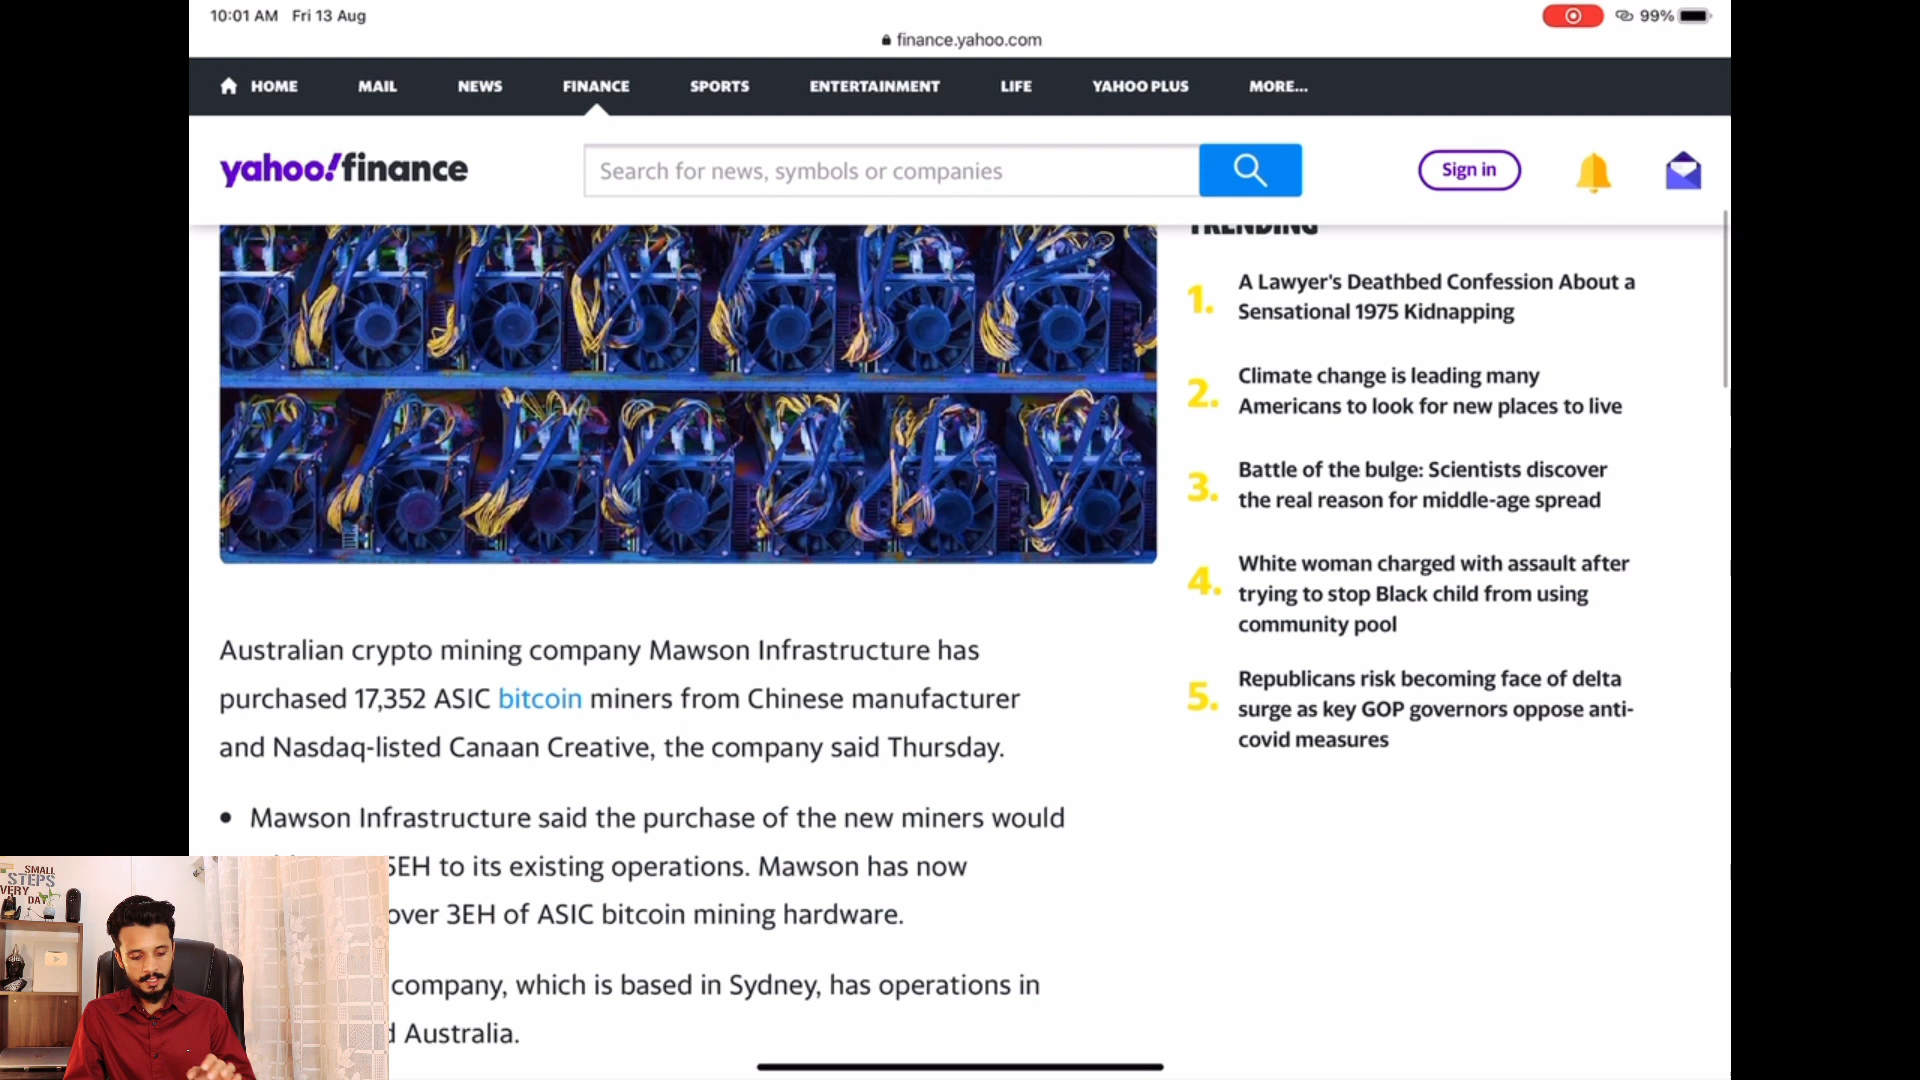 10:01 AM Fri 13 Aug
99%
finance.yahoo.com
HOME MAIL NEWS FINANCE SPORTS ENTERTAINMENT LIFE YAHOO PLUS MORE...
yahoo!finance
Search for news, symbols or companies
Sign in
TRENDING
1. A Lawyer's Deathbed Confession About a
Sensational 1975 Kidnapping
2. Climate change is leading many
Americans to look for new places to live
3. Battle of the bulge: Scientists discover
the real reason for middle-age spread
4. White woman charged with assault after
trying to stop Black child from using
community pool
5. Republicans risk becoming face of delta
surge as key GOP governors oppose anti-
covid measures
Australian crypto mining company Mawson Infrastructure has
purchased 17,352 ASIC bitcoin miners from Chinese manufacturer
and Nasdaq-listed Canaan Creative, the company said Thursday.
• Mawson Infrastructure said the purchase of the new miners would
5EH to its existing operations. Mawson has now
over 3EH of ASIC bitcoin mining hardware.
company, which is based in Sydney, has operations in
d Australia.
SMALL
STEPS
VERY
DAY